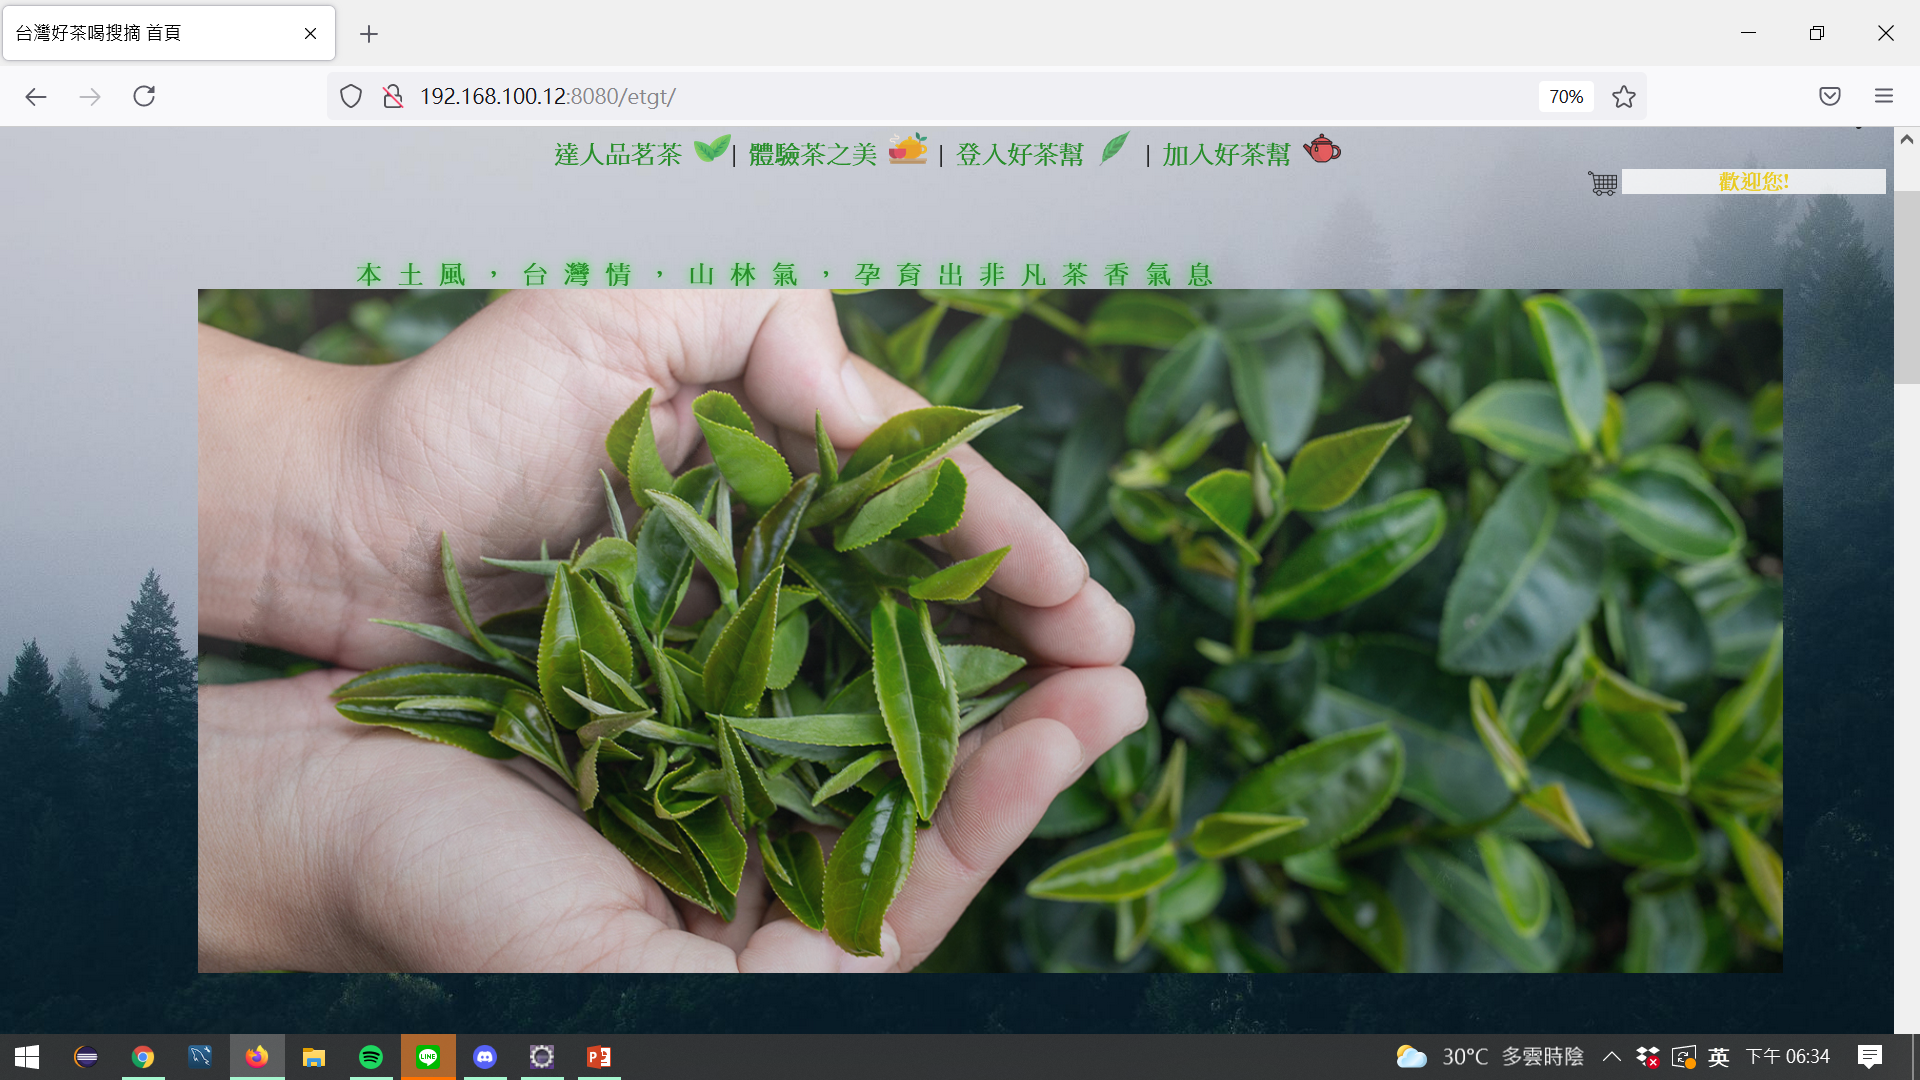 台灣好茶喝搜摘 首頁
192.168.100.12:8080/etgt/
70%
達人品茗茶 | 體驗茶之美 | 登入好茶幫 | 加入好茶幫
歡迎您!
本土風，台灣情，山林氣，孕育出非凡茶香氣息
LINE
30°C 多雲時陰
英
下午 06:34